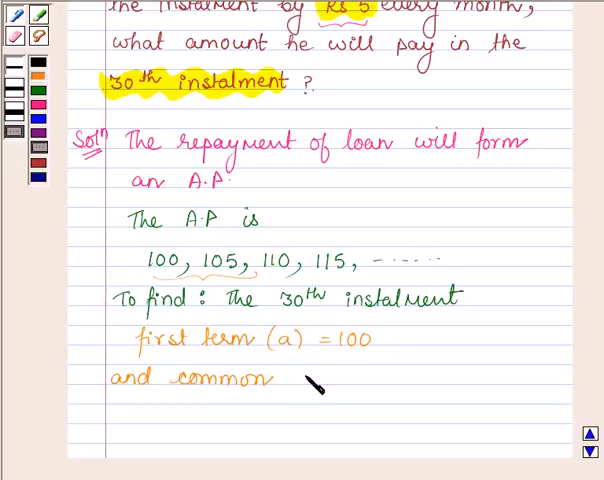 the instalment by Rs 5 every month,
what amount he will pay in the
30th instalment ?
Solⁿ The repayment of loan will form
an A.P.
The A.P is
100, 105, 110, 115, -------
To find : The 30th instalment
first term (a) = 100
and common